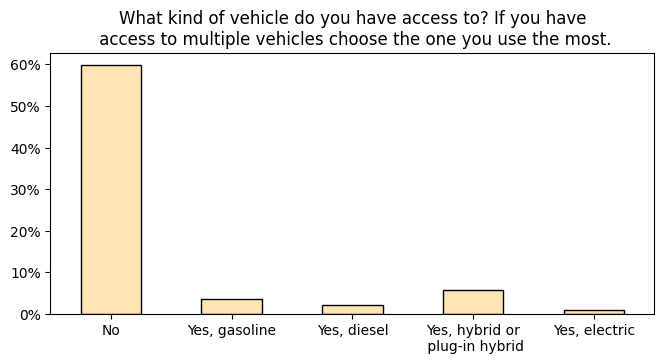 What kind of vehicle do you have access to? If you have
access to multiple vehicles choose the one you use the most.
60%
50%
40%
30%
20%
10%
0%
No
Yes, gasoline
Yes, diesel
Yes, hybrid or
plug-in hybrid
Yes, electric